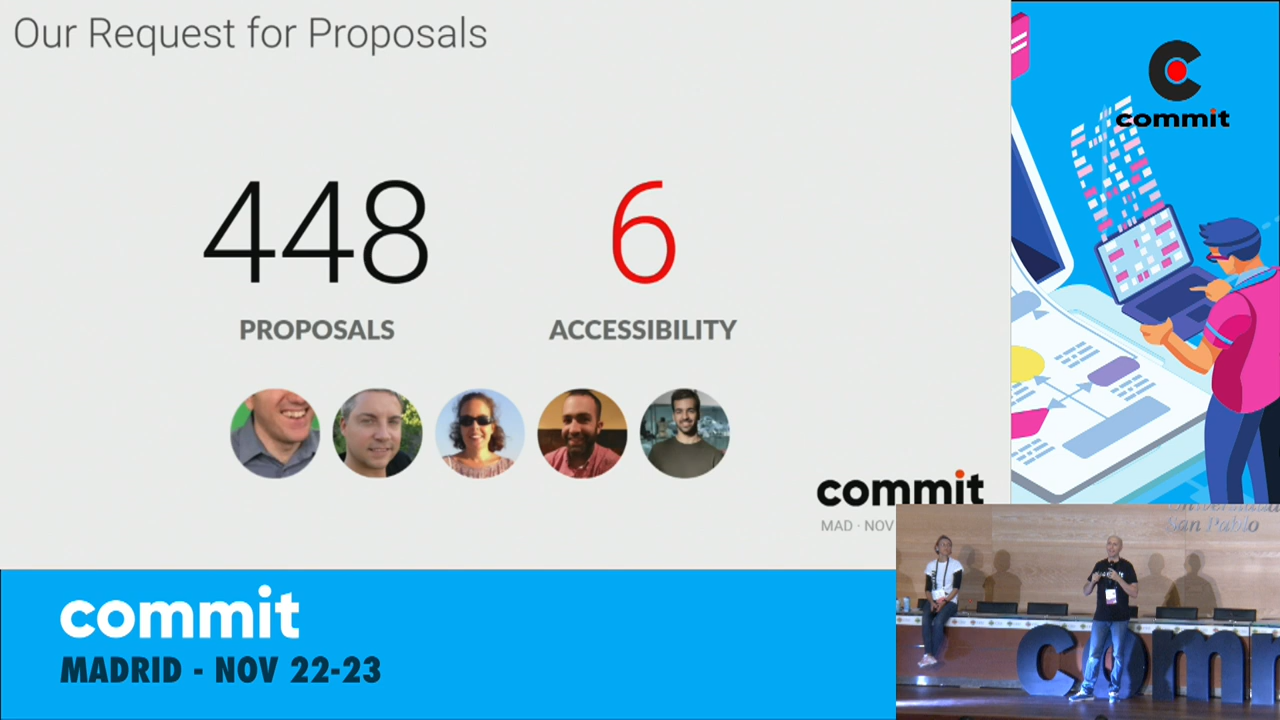 Our Request for Proposals
448
6
PROPOSALS
ACCESSIBILITY
commit
MAD · NOV
commit
MADRID - NOV 22-23
commit
San Pablo
com